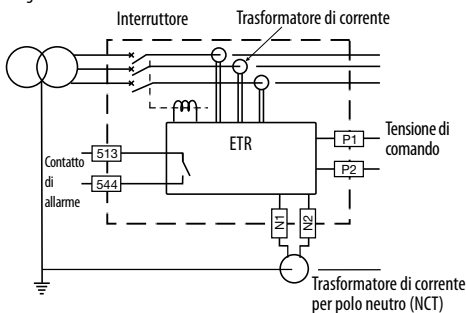 Interruttore
Trasformatore di corrente
ETR
513
544
Contatto
di
allarme
P1
P2
Tensione di
comando
N1
N2
Trasformatore di corrente
per polo neutro (NCT)